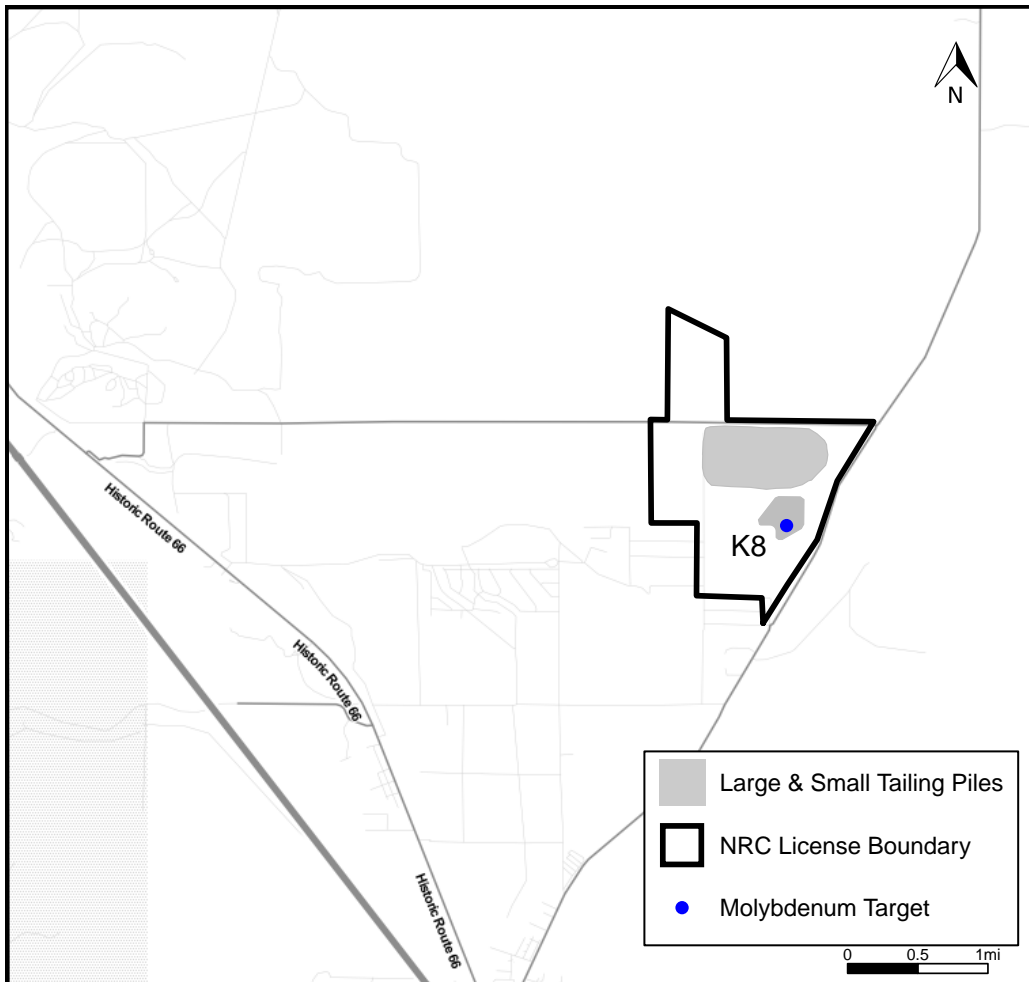 N
K8
Historic Route 66
Historic Route 66
Historic Route 66
Large & Small Tailing Piles
NRC License Boundary
Molybdenum Target
0 0.5 1mi